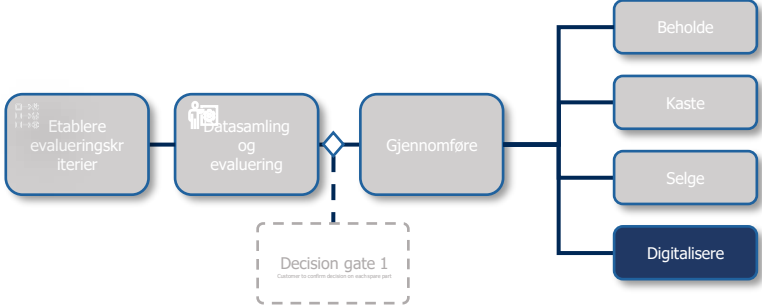 Etablere
evalueringskr
iterier
Datasamling
og
evaluering
Gjennomføre
Beholde
Kaste
Selge
Digitalisere
Decision gate 1
Customer to confirm decision on each spare part